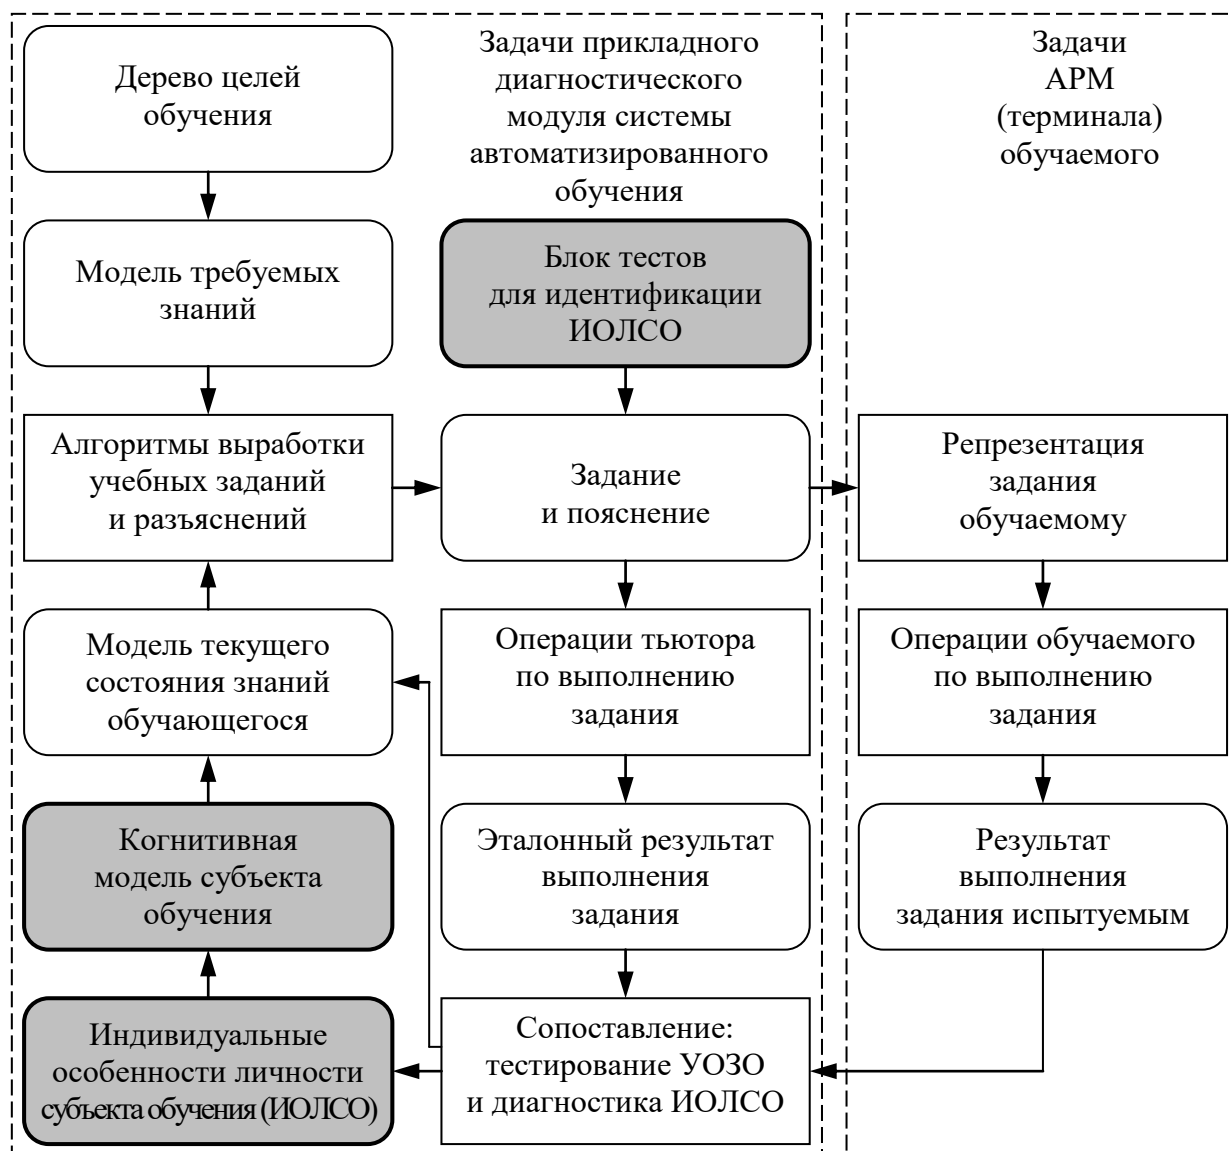 Дерево целей
обучения
Задачи прикладного
диагностического
модуля системы
автоматизированного
обучения
Задачи
АРМ
(терминала)
обучаемого
Модель требуемых
знаний
Блок тестов
для идентификации
ИОЛСО
Алгоритмы выработки
учебных заданий
и разъяснений
Задание
и пояснение
Репрезентация
задания
обучаемому
Модель текущего
состояния знаний
обучающегося
Операции тьютора
по выполнению
задания
Операции обучаемого
по выполнению
задания
Когнитивная
модель субъекта
обучения
Эталонный результат
выполнения
задания
Результат
выполнения
задания испытуемым
Индивидуальные
особенности личности
субъекта обучения (ИОЛСО)
Сопоставление:
тестирование УОЗО
и диагностика ИОЛСО